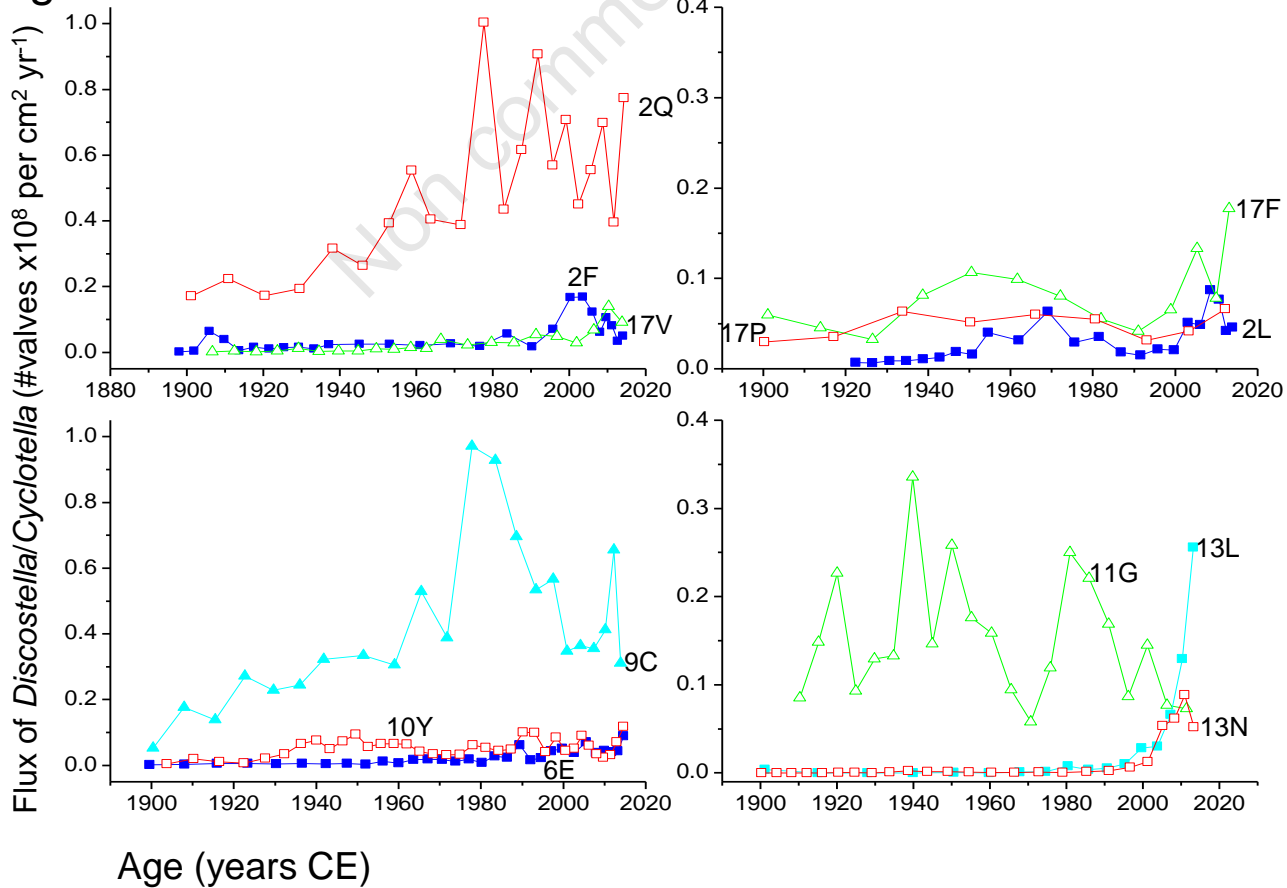 Flux of Discostella/Cyclotella (#valves x10⁸ per cm² yr⁻¹)
1.0
0.8
0.6
0.4
0.2
0.0
1880 1900 1920 1940 1960 1980 2000 2020
2Q
2F
17V
0.4
0.3
0.2
0.1
0.0
1900 1920 1940 1960 1980 2000 2020
17F
17P
2L
1.0
0.8
0.6
0.4
0.2
0.0
1900 1920 1940 1960 1980 2000 2020
9C
10Y
6E
0.4
0.3
0.2
0.1
0.0
1900 1920 1940 1960 1980 2000 2020
13L
11G
13N
Age (years CE)
Non comme